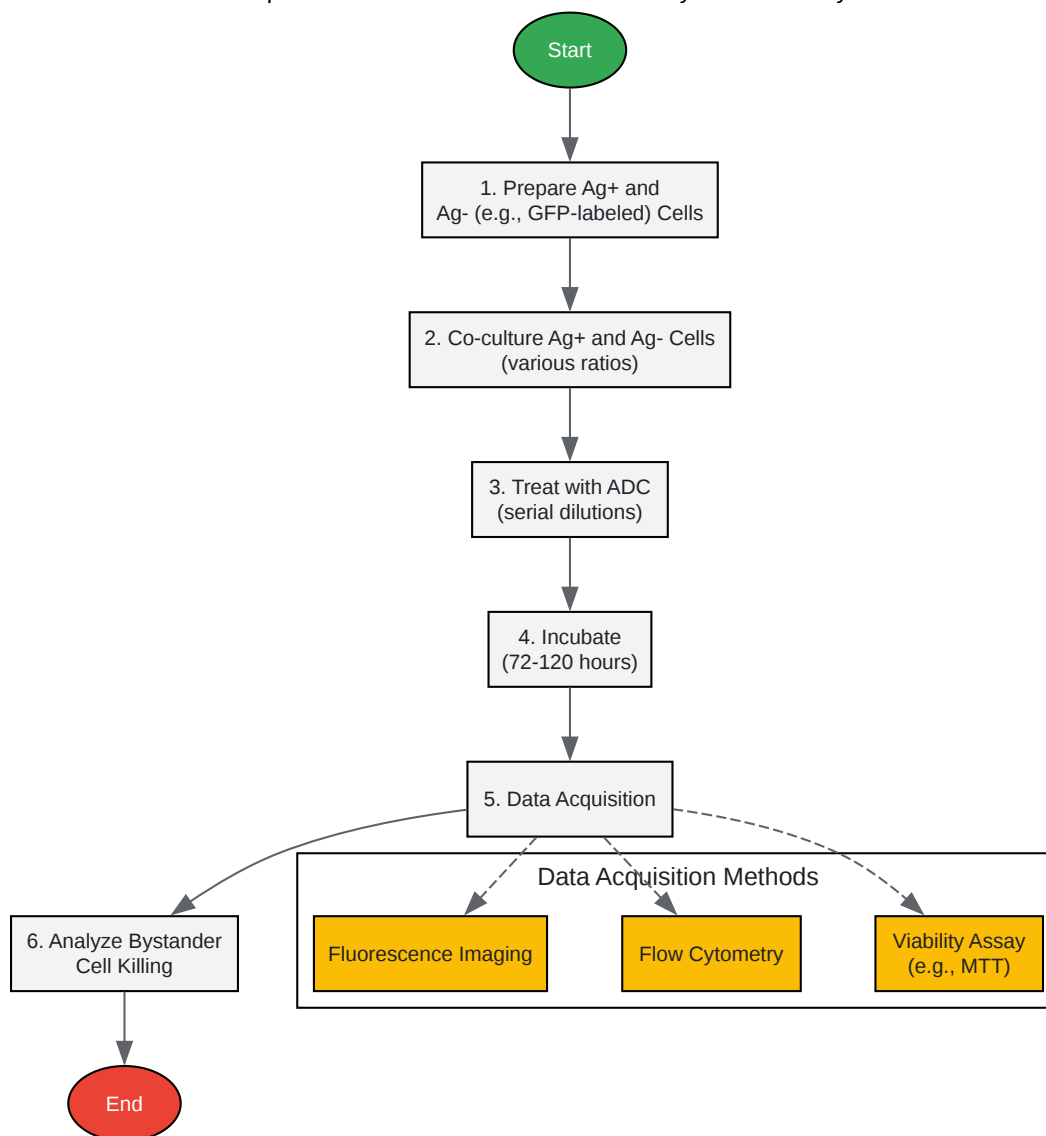 Start
1. Prepare Ag+ and
Ag- (e.g., GFP-labeled) Cells
2. Co-culture Ag+ and Ag- Cells
(various ratios)
3. Treat with ADC
(serial dilutions)
4. Incubate
(72-120 hours)
5. Data Acquisition
Data Acquisition Methods
6. Analyze Bystander
Cell Killing
Fluorescence Imaging
Flow Cytometry
Viability Assay
(e.g., MTT)
End